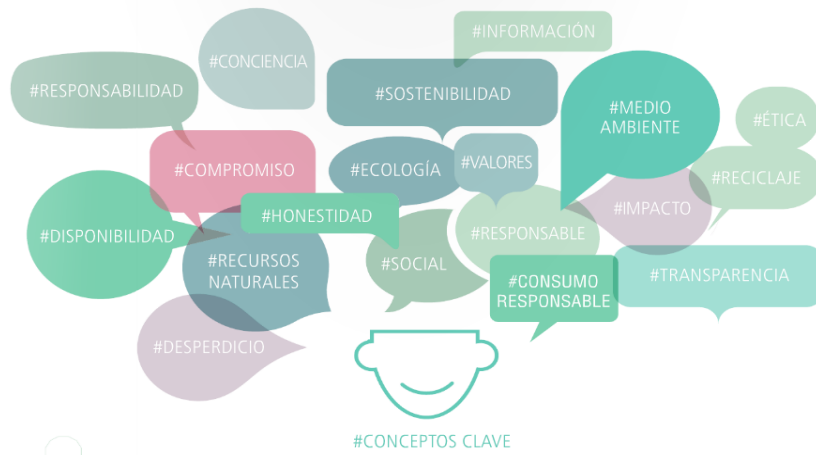 #INFORMACIÓN
#CONCIENCIA
#RESPONSABILIDAD
#SOSTENIBILIDAD
#MEDIO
AMBIENTE
#ÉTICA
#COMPROMISO
#ECOLOGÍA
#VALORES
#RECICLAJE
#HONESTIDAD
#IMPACTO
#DISPONIBILIDAD
#RESPONSABLE
#RECURSOS
NATURALES
#SOCIAL
#CONSUMO
RESPONSABLE
#TRANSPARENCIA
#DESPERDICIO
#CONCEPTOS CLAVE